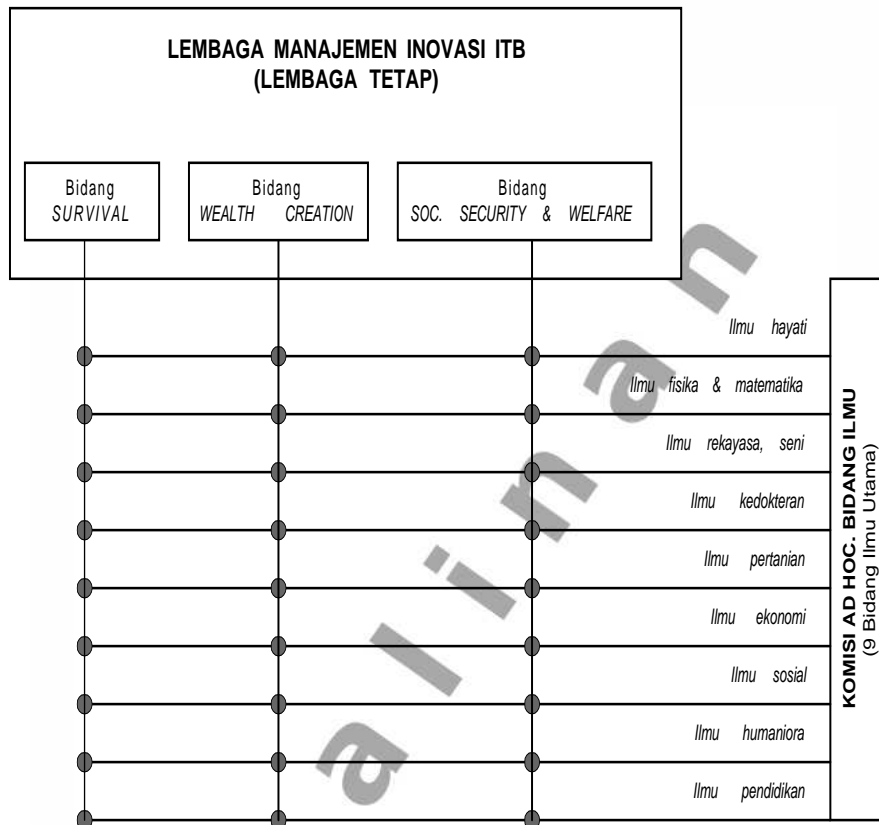 LEMBAGA MANAJEMEN INOVASI ITB
(LEMBAGA TETAP)
Bidang
SURVIVAL
Bidang
WEALTH CREATION
Bidang
SOC. SECURITY & WELFARE
Ilmu hayati
Ilmu fisika & matematika
Ilmu rekayasa, seni
Ilmu kedokteran
Ilmu pertanian
Ilmu ekonomi
Ilmu sosial
Ilmu humaniora
Ilmu pendidikan
KOMISI AD HOC. BIDANG ILMU
(9 Bidang Ilmu Utama)
alinan